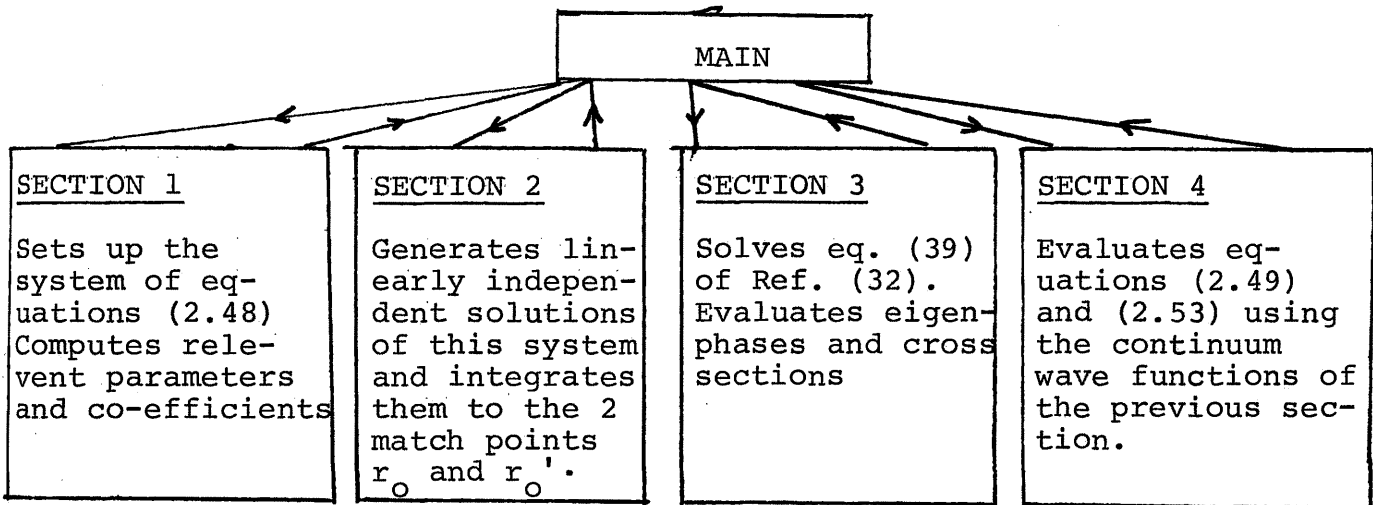 MAIN
SECTION 1
Sets up the
system of eq-
uations (2.48)
Computes rele-
vent parameters
and co-efficients
SECTION 2
Generates lin-
early indepen-
dent solutions
of this system
and integrates
them to the 2
match points
r_o and r_o'.
SECTION 3
Solves eq. (39)
of Ref. (32).
Evaluates eigen-
phases and cross
sections
SECTION 4
Evaluates eq-
uations (2.49)
and (2.53) using
the continuum
wave functions of
the previous sec-
tion.